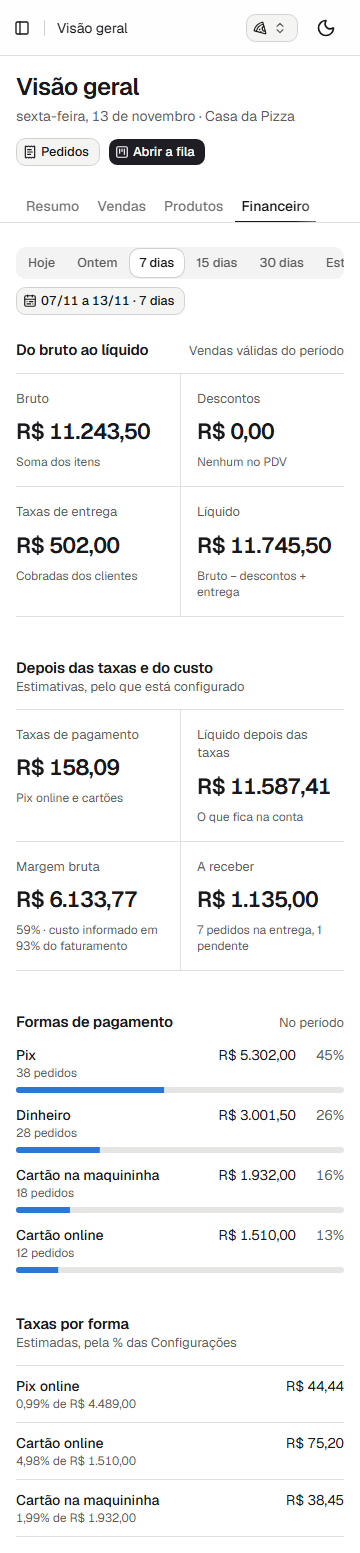 Visão geral
Visão geral
sexta-feira, 13 de novembro · Casa da Pizza
Pedidos
Abrir a fila
Resumo Vendas Produtos Financeiro
Hoje Ontem 7 dias 15 dias 30 dias Est
07/11 a 13/11 · 7 dias
Do bruto ao líquido Vendas válidas do período
Bruto
R$ 11.243,50
Soma dos itens
Descontos
R$ 0,00
Nenhum no PDV
Taxas de entrega
R$ 502,00
Cobradas dos clientes
Líquido
R$ 11.745,50
Bruto − descontos +
entrega
Depois das taxas e do custo
Estimativas, pelo que está configurado
Taxas de pagamento
R$ 158,09
Pix online e cartões
Líquido depois das
taxas
R$ 11.587,41
O que fica na conta
Margem bruta
R$ 6.133,77
59% · custo informado em
93% do faturamento
A receber
R$ 1.135,00
7 pedidos na entrega, 1
pendente
Formas de pagamento No período
Pix R$ 5.302,00 45%
38 pedidos
Dinheiro R$ 3.001,50 26%
28 pedidos
Cartão na maquininha R$ 1.932,00 16%
18 pedidos
Cartão online R$ 1.510,00 13%
12 pedidos
Taxas por forma
Estimadas, pela % das Configurações
Pix online R$ 44,44
0,99% de R$ 4.489,00
Cartão online R$ 75,20
4,98% de R$ 1.510,00
Cartão na maquininha R$ 38,45
1,99% de R$ 1.932,00